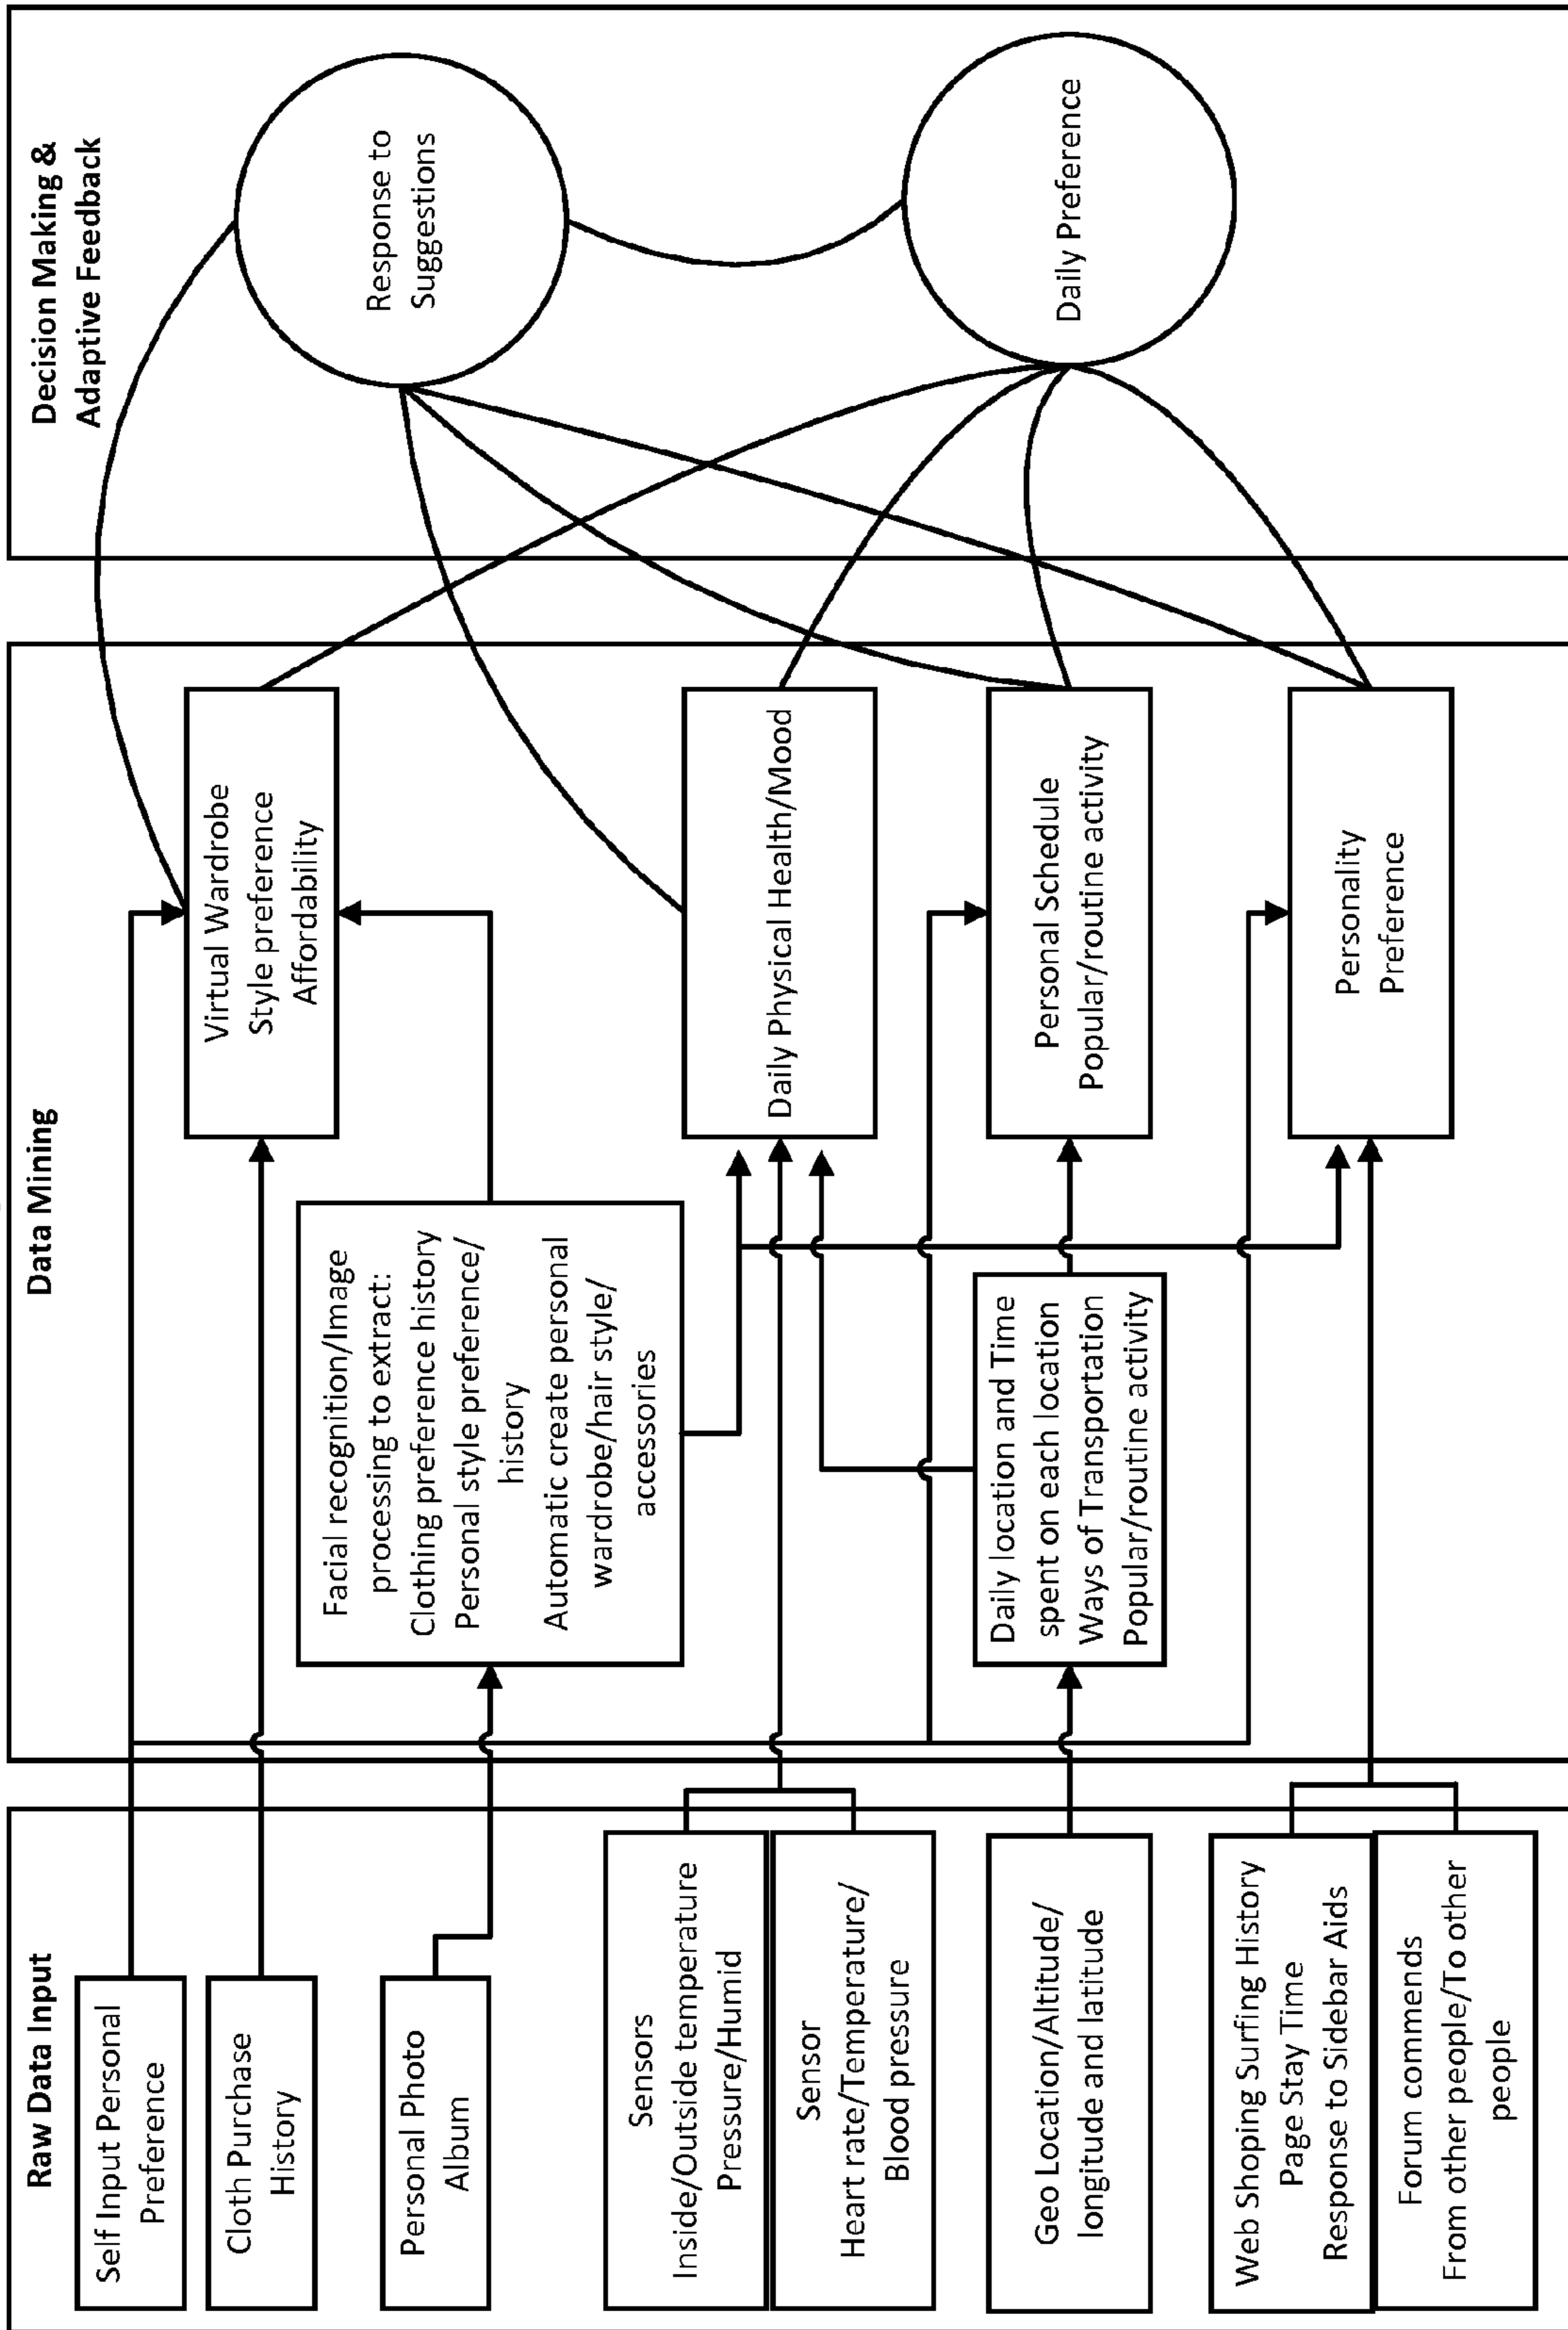 Raw Data Input
Self Input Personal
Preference
Cloth Purchase
History
Personal Photo
Album
Sensors
Inside/Outside temperature
Pressure/Humid
Sensor
Heart rate/Temperature/
Blood pressure
Geo Location/Altitude/
longitude and latitude
Web Shoping Surfing History
Page Stay Time
Response to Sidebar Aids
Forum commends
From other people/To other
people
Data Mining
Facial recognition/Image
processing to extract:
Clothing preference history
Personal style preference/
history
Automatic create personal
wardrobe/hair style/
accessories
Daily location and Time
spent on each location
Ways of Transportation
Popular/routine activity
Virtual Wardrobe
Style preference
Affordability
Daily Physical Health/Mood
Personal Schedule
Popular/routine activity
Personality
Preference
Decision Making &
Adaptive Feedback
Response to
Suggestions
Daily Preference